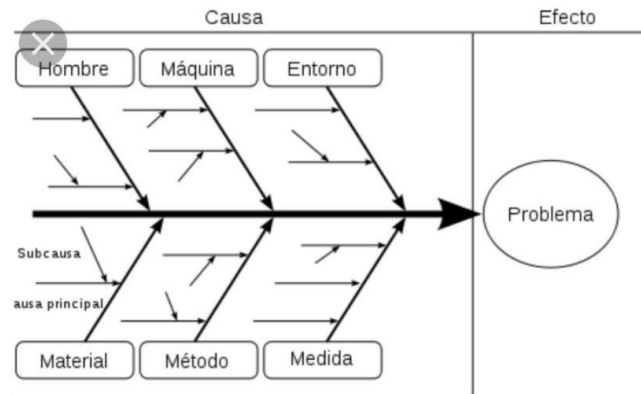 Causa
Efecto
Hombre
Máquina
Entorno
Problema
Subcausa
ausa principal
Material
Método
Medida